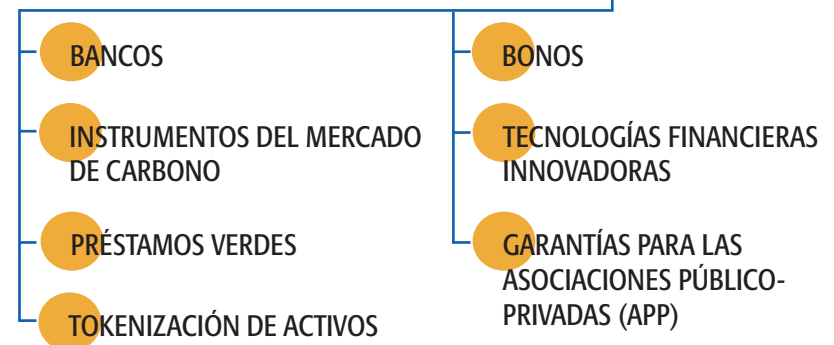 BANCOS
INSTRUMENTOS DEL MERCADO
DE CARBONO
PRÉSTAMOS VERDES
TOKENIZACIÓN DE ACTIVOS
BONOS
TECNOLOGÍAS FINANCIERAS
INNOVADORAS
GARANTÍAS PARA LAS
ASOCIACIONES PÚBLICO-
PRIVADAS (APP)